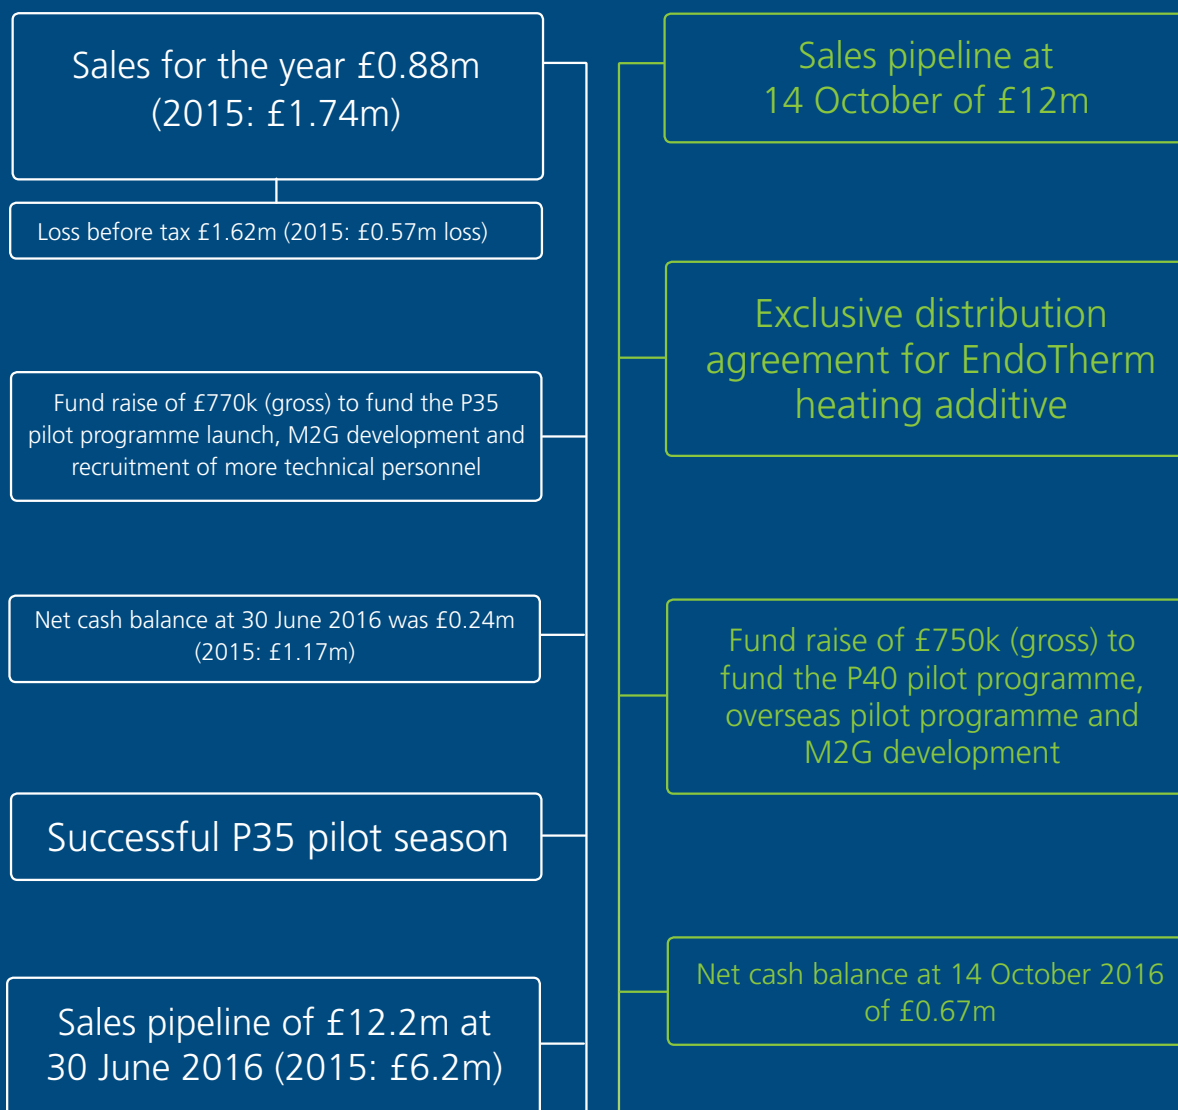 Sales for the year £0.88m
(2015: £1.74m)
Loss before tax £1.62m (2015: £0.57m loss)
Fund raise of £770k (gross) to fund the P35
pilot programme launch, M2G development and
recruitment of more technical personnel
Net cash balance at 30 June 2016 was £0.24m
(2015: £1.17m)
Successful P35 pilot season
Sales pipeline of £12.2m at
30 June 2016 (2015: £6.2m)
Sales pipeline at
14 October of £12m
Exclusive distribution
agreement for EndoTherm
heating additive
Fund raise of £750k (gross) to
fund the P40 pilot programme,
overseas pilot programme and
M2G development
Net cash balance at 14 October 2016
of £0.67m